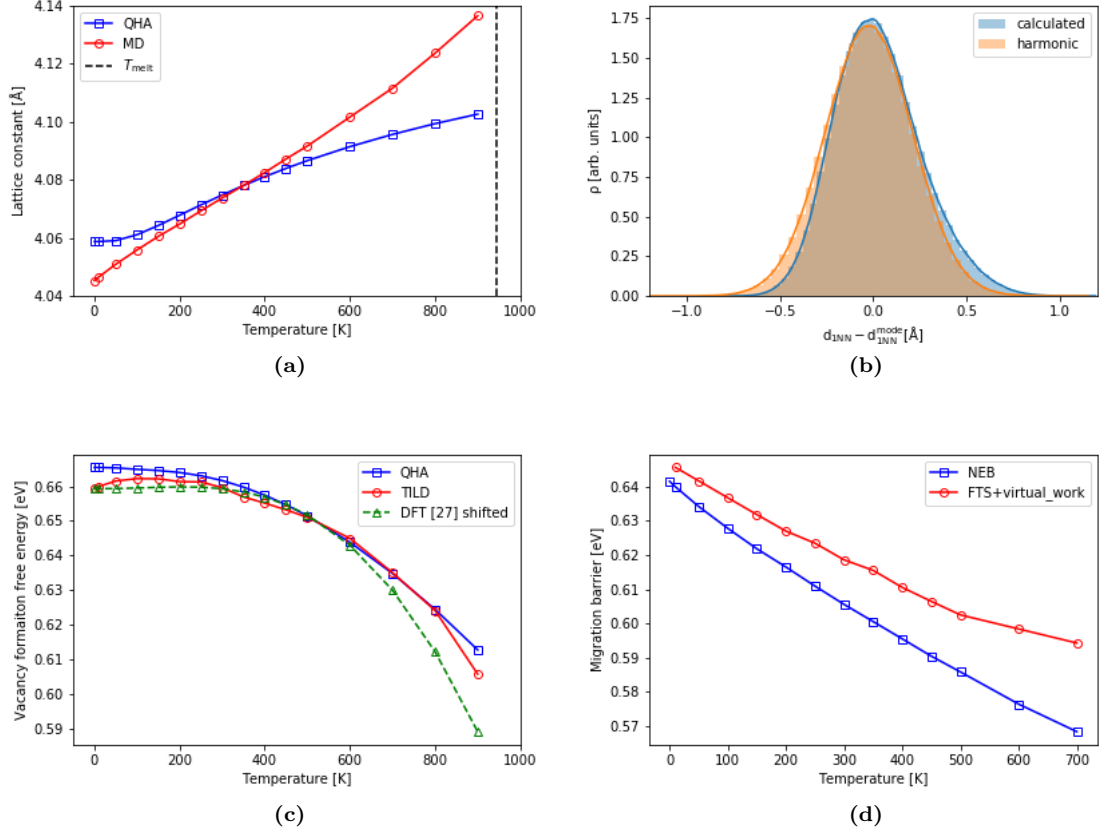 4.14
4.12
4.10
4.08
4.06
4.04
Lattice constant [Å]
QHA
MD
T_melt
0
200
400
600
800
1000
Temperature [K]
(a)
1.75
1.50
1.25
1.00
0.75
0.50
0.25
0.00
ρ [arb. units]
calculated
harmonic
−1.0
−0.5
0.0
0.5
1.0
d_1NN − d_1NN^mode [Å]
(b)
0.66
0.65
0.64
0.63
0.62
0.61
0.60
0.59
Vacancy formaiton free energy [eV]
QHA
TILD
DFT [27] shifted
0
200
400
600
800
1000
Temperature [K]
(c)
0.64
0.63
0.62
0.61
0.60
0.59
0.58
0.57
Migration barrier [eV]
NEB
FTS+virtual_work
0
100
200
300
400
500
600
700
Temperature [K]
(d)